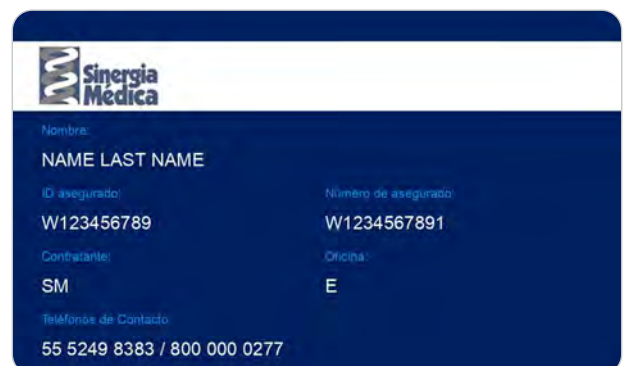 Sinergia
Médica
Nombre:
NAME LAST NAME
ID asegurado: Número de asegurado:
W123456789 W1234567891
Contratante: Oficina:
SM E
Teléfonos de Contacto:
55 5249 8383 / 800 000 0277